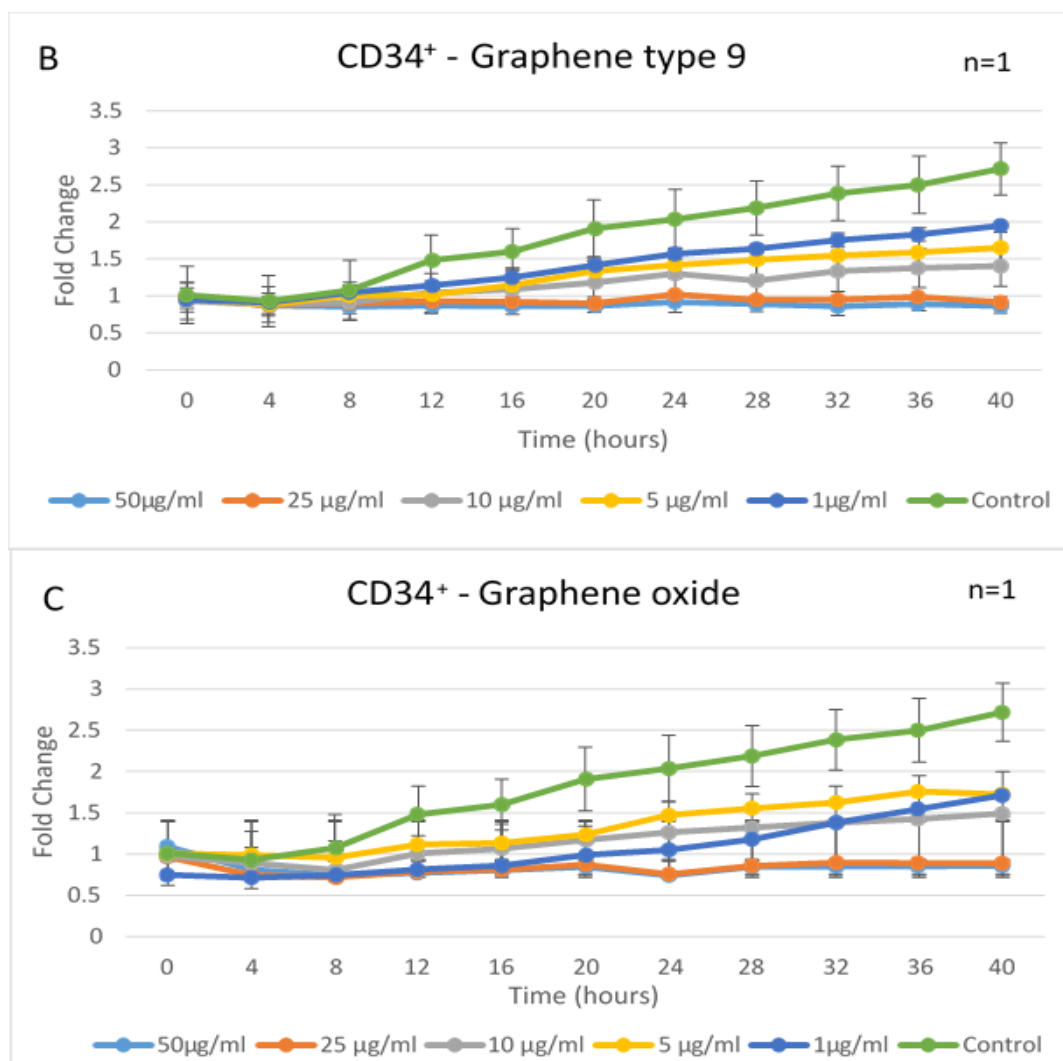 B
CD34⁺ - Graphene type 9
n=1
3.5
3
2.5
2
1.5
1
0.5
0
Fold Change
0 4 8 12 16 20 24 28 32 36 40
Time (hours)
50µg/ml 25 µg/ml 10 µg/ml 5 µg/ml 1µg/ml Control
C
CD34⁺ - Graphene oxide
n=1
3.5
3
2.5
2
1.5
1
0.5
0
Fold Change
0 4 8 12 16 20 24 28 32 36 40
Time (hours)
50µg/ml 25 µg/ml 10 µg/ml 5 µg/ml 1µg/ml Control